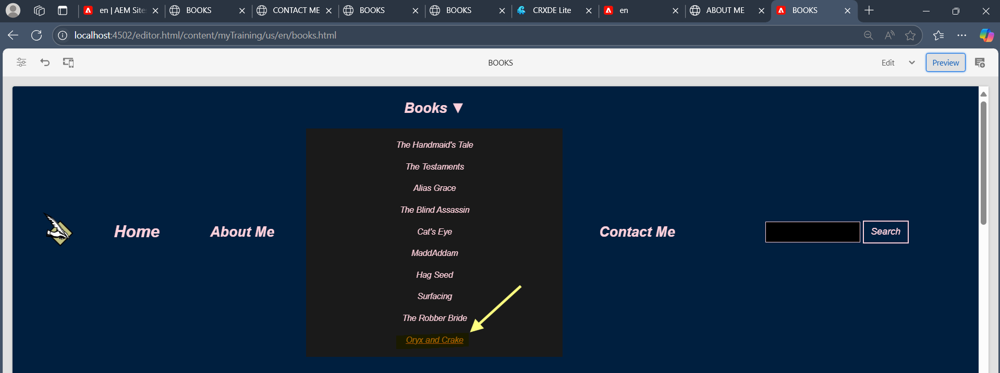 en | AEM Site
BOOKS
CONTACT ME
BOOKS
BOOKS
CRXDE Lite
en
ABOUT ME
BOOKS
localhost:4502/editor.html/content/myTraining/us/en/books.html
BOOKS
Edit
Preview
Books ▼
The Handmaid's Tale
The Testaments
Alias Grace
The Blind Assassin
Cat's Eye
MaddAddam
Hag Seed
Surfacing
The Robber Bride
Oryx and Crake
Home
About Me
Contact Me
Search